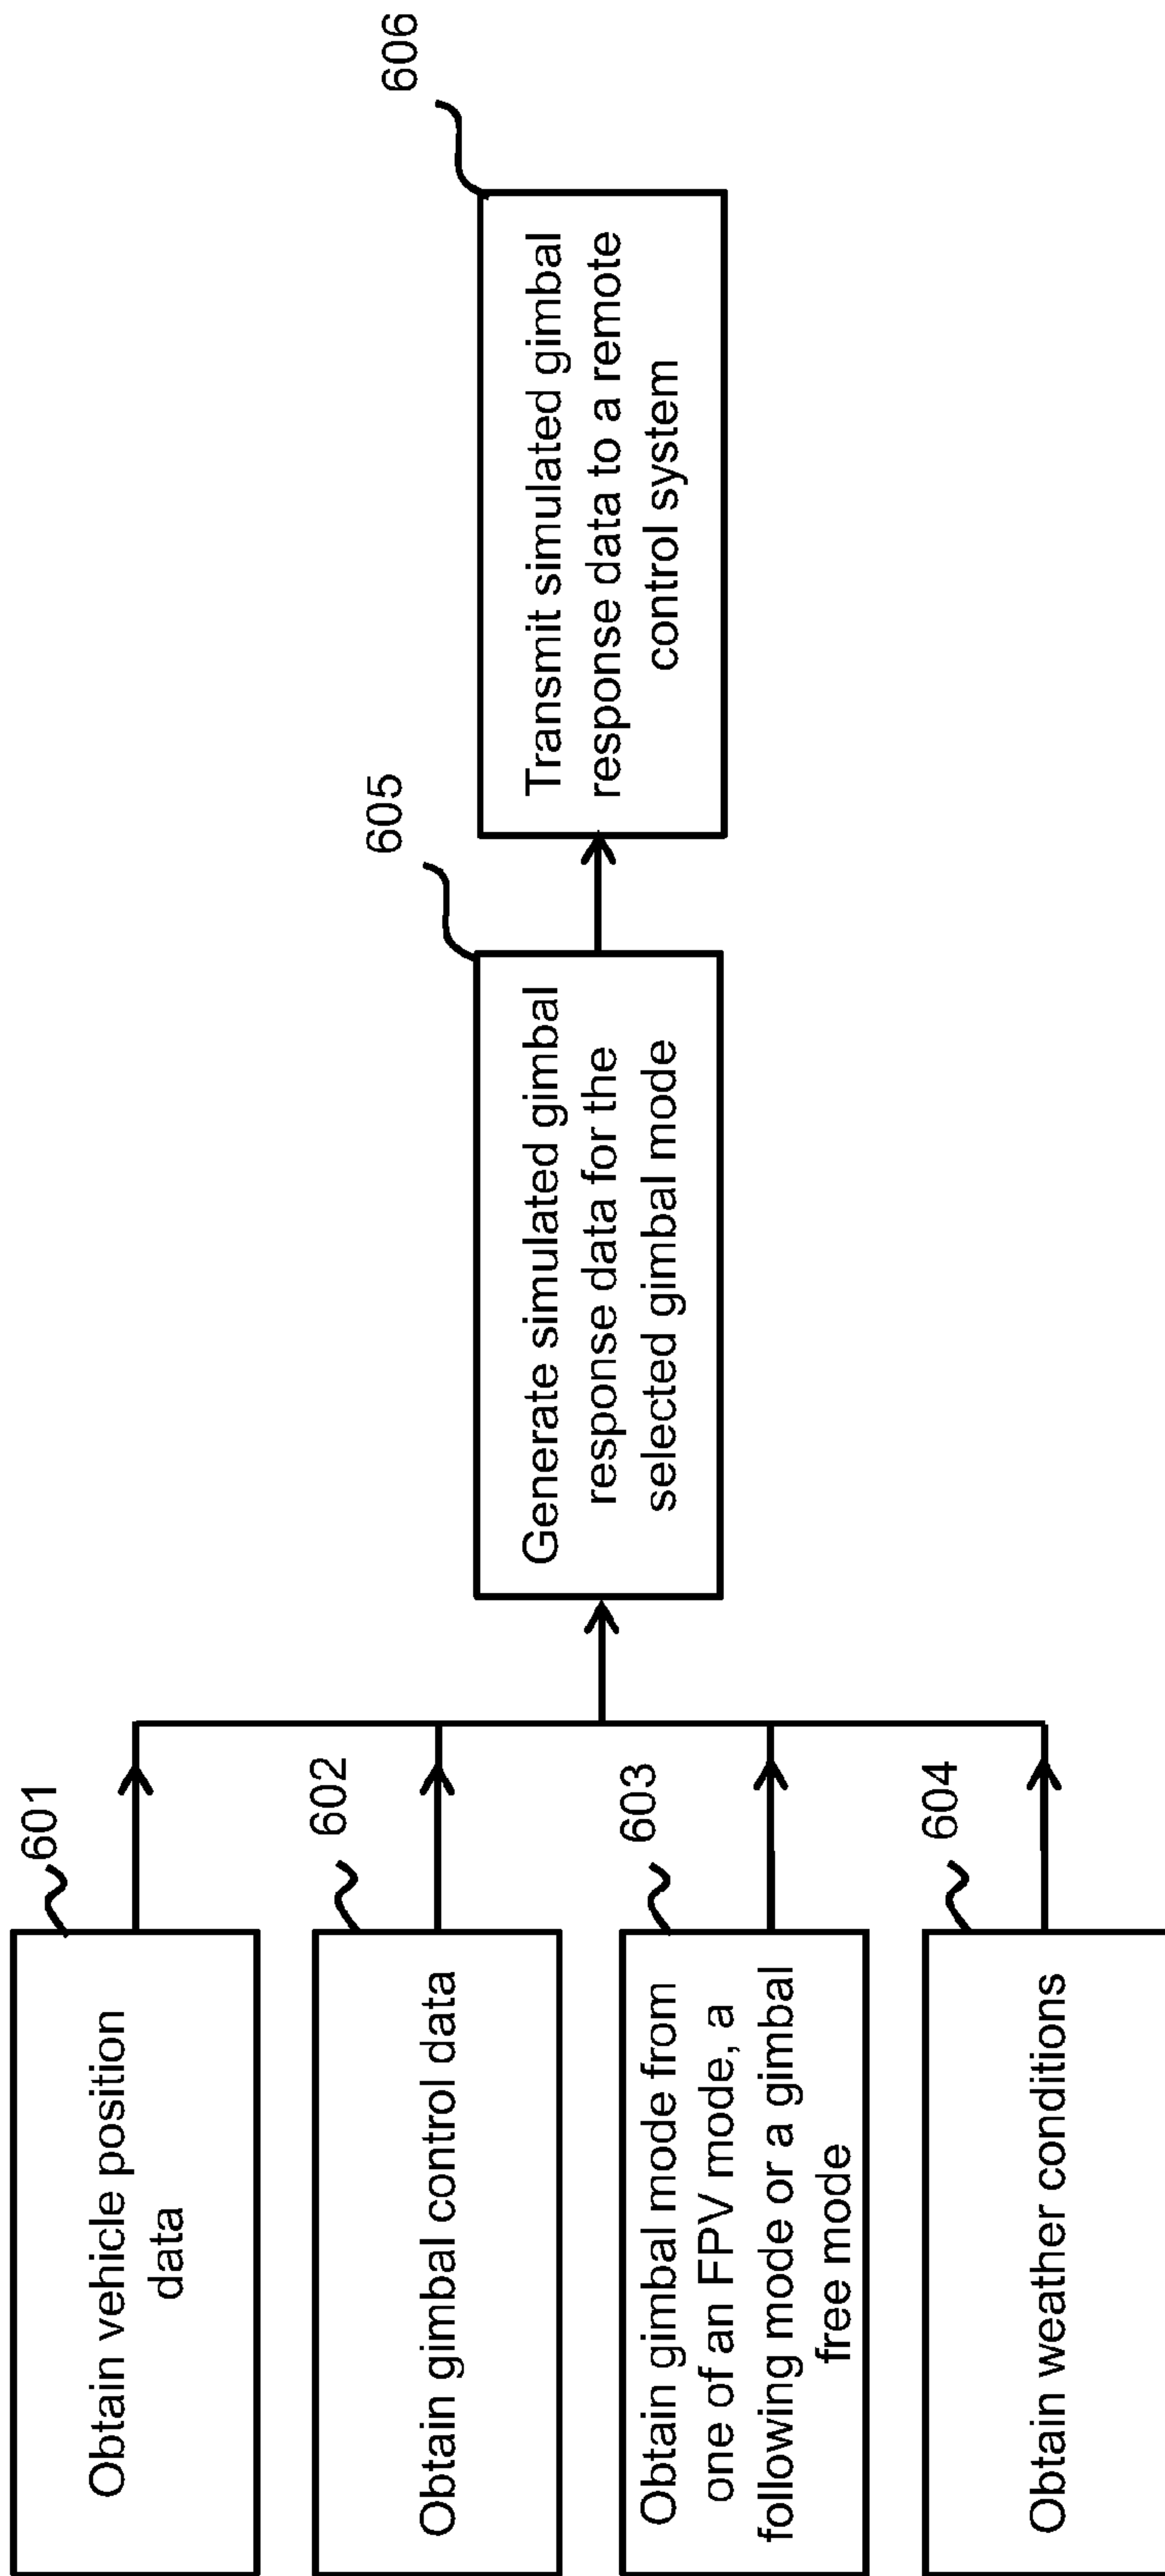 601
Obtain vehicle position
data
602
Obtain gimbal control data
603
Obtain gimbal mode from
one of an FPV mode, a
following mode or a gimbal
free mode
604
Obtain weather conditions
605
Generate simulated gimbal
response data for the
selected gimbal mode
606
Transmit simulated gimbal
response data to a remote
control system